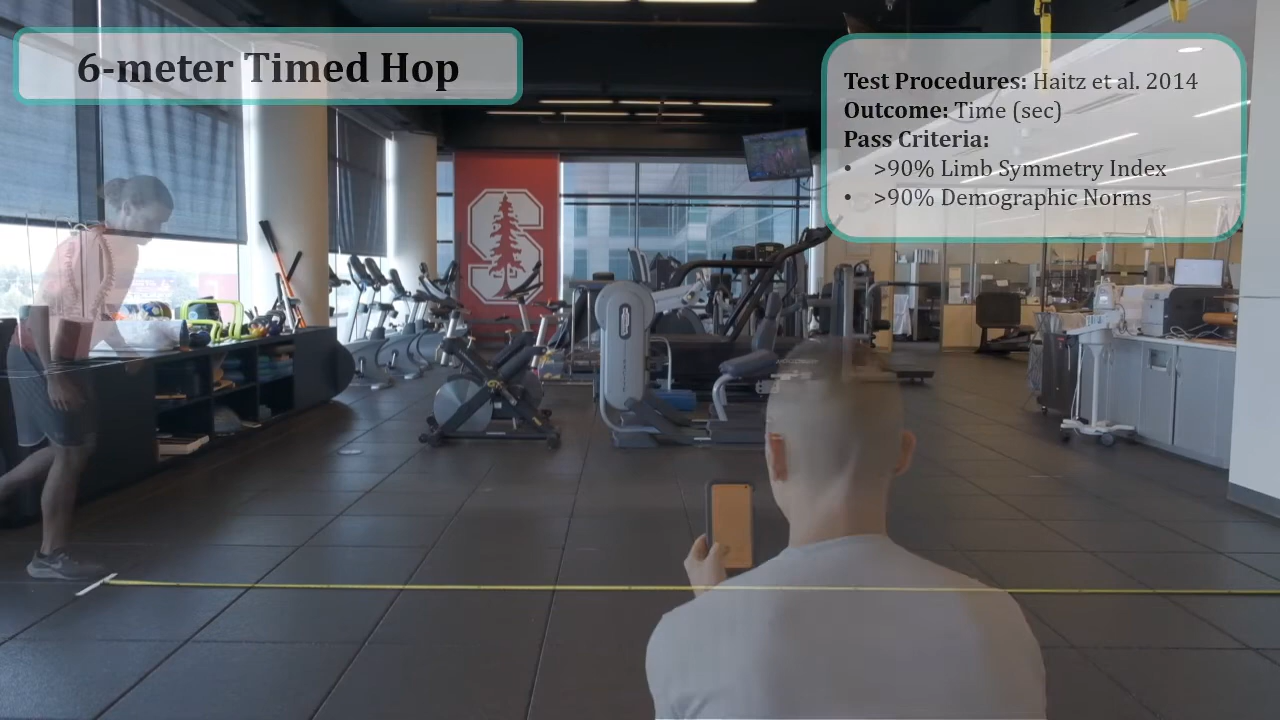 6-meter Timed Hop
Test Procedures: Haitz et al. 2014
Outcome: Time (sec)
Pass Criteria:
• >90% Limb Symmetry Index
• >90% Demographic Norms
S